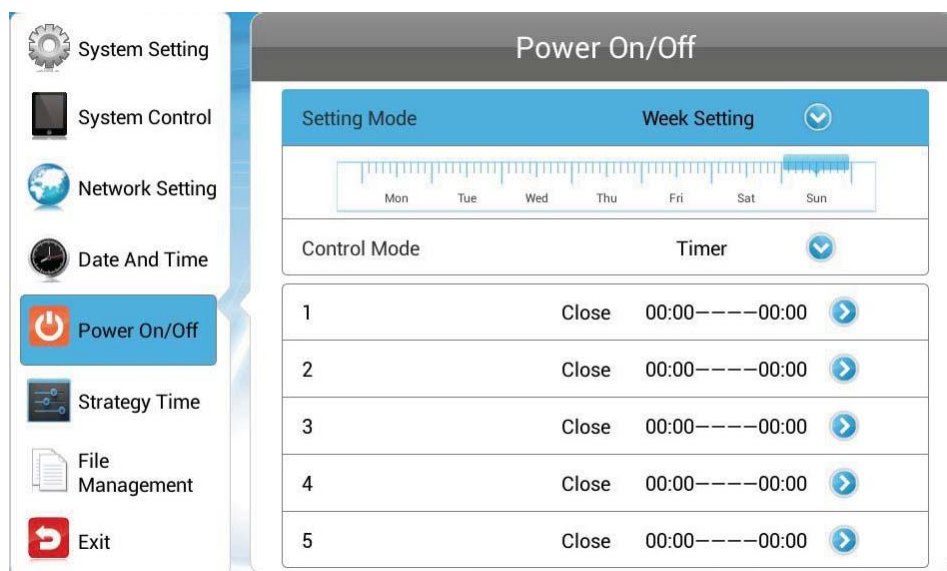 System Setting
System Control
Network Setting
Date And Time
Power On/Off
Strategy Time
File
Management
Exit
Power On/Off
Setting Mode Week Setting
Mon Tue Wed Thu Fri Sat Sun
Control Mode Timer
1 Close 00:00----00:00
2 Close 00:00----00:00
3 Close 00:00----00:00
4 Close 00:00----00:00
5 Close 00:00----00:00